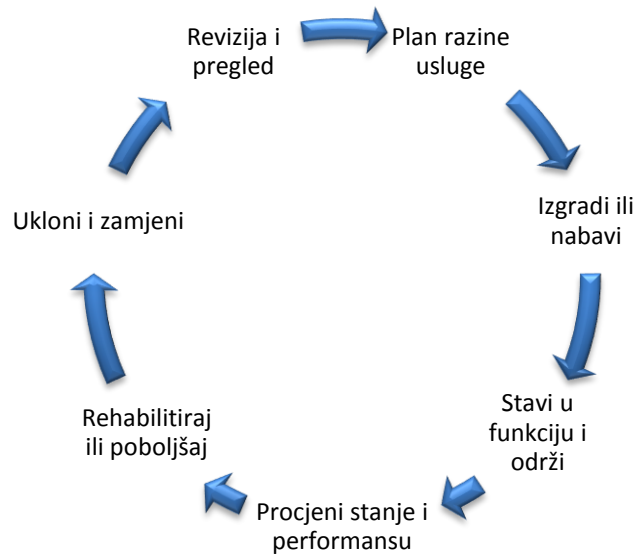 Revizija i
pregled
Plan razine
usluge
Izgradi ili
nabavi
Stavi u
funkciju i
održi
Procjeni stanje i
performansu
Rehabilitiraj
ili poboljšaj
Ukloni i zamjeni